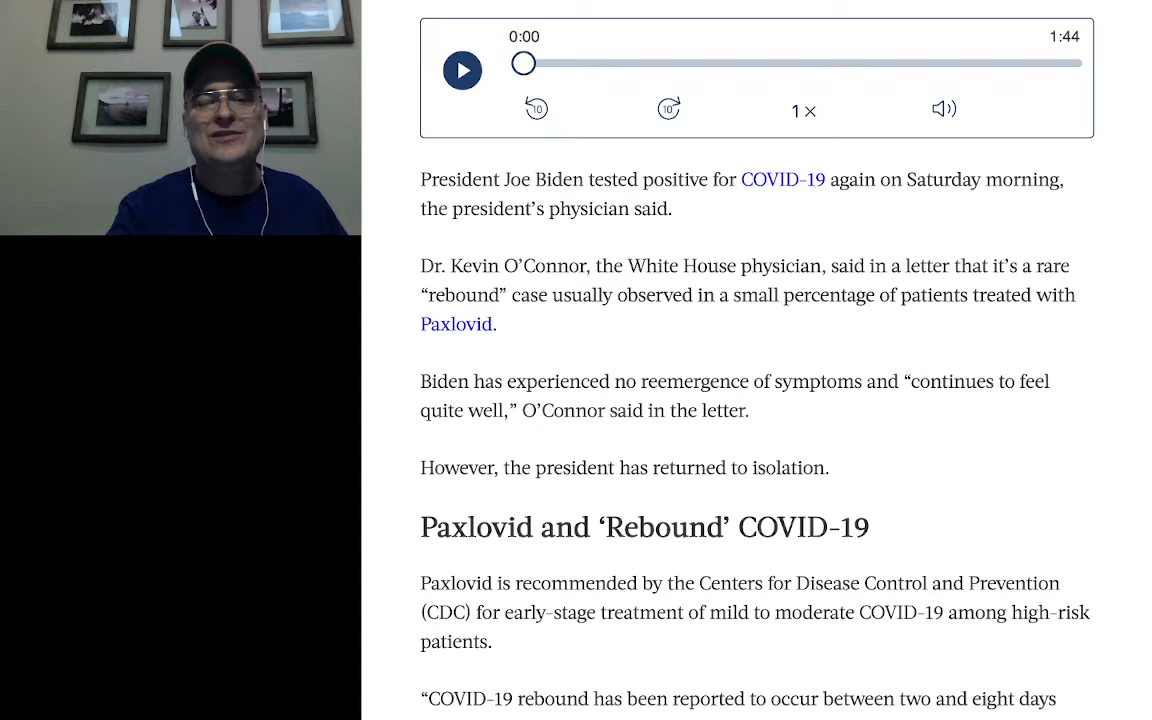 0:00
1:44
10
10
1×
President Joe Biden tested positive for COVID-19 again on Saturday morning,
the president’s physician said.
Dr. Kevin O’Connor, the White House physician, said in a letter that it’s a rare
“rebound” case usually observed in a small percentage of patients treated with
Paxlovid.
Biden has experienced no reemergence of symptoms and “continues to feel
quite well,” O’Connor said in the letter.
However, the president has returned to isolation.
Paxlovid and ‘Rebound’ COVID-19
Paxlovid is recommended by the Centers for Disease Control and Prevention
(CDC) for early-stage treatment of mild to moderate COVID-19 among high-risk
patients.
“COVID-19 rebound has been reported to occur between two and eight days